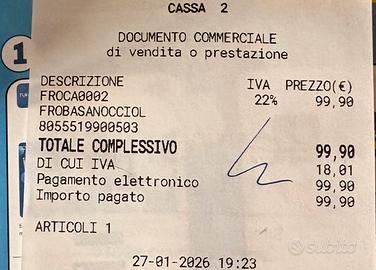 CASSA 2
DOCUMENTO COMMERCIALE
di vendita o prestazione
DESCRIZIONE IVA PREZZO(€)
FROCA0002 22% 99,90
FROBASANOCCIOL
8055519900503
TOTALE COMPLESSIVO 99,90
DI CUI IVA 18,01
Pagamento elettronico 99,90
Importo pagato 99,90
ARTICOLI 1
27-01-2026 19:23
subito
1